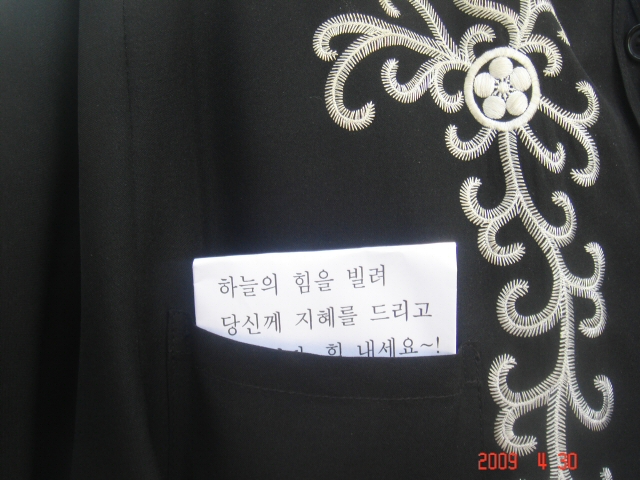 하늘의 힘을 빌려
당신께 지혜를 드리고
힘 내세요~!
2009 4 30